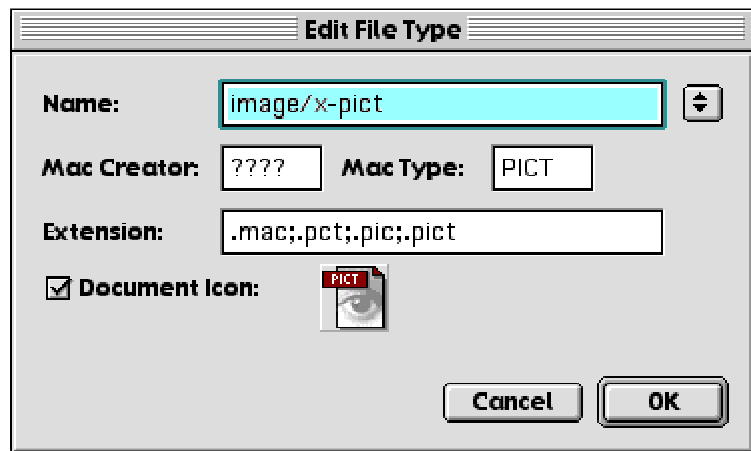 Edit File Type
Name: image/x-pict
Mac Creator: ???? Mac Type: PICT
Extension: .mac;.pct;.pic;.pict
Document Icon: PICT
Cancel OK